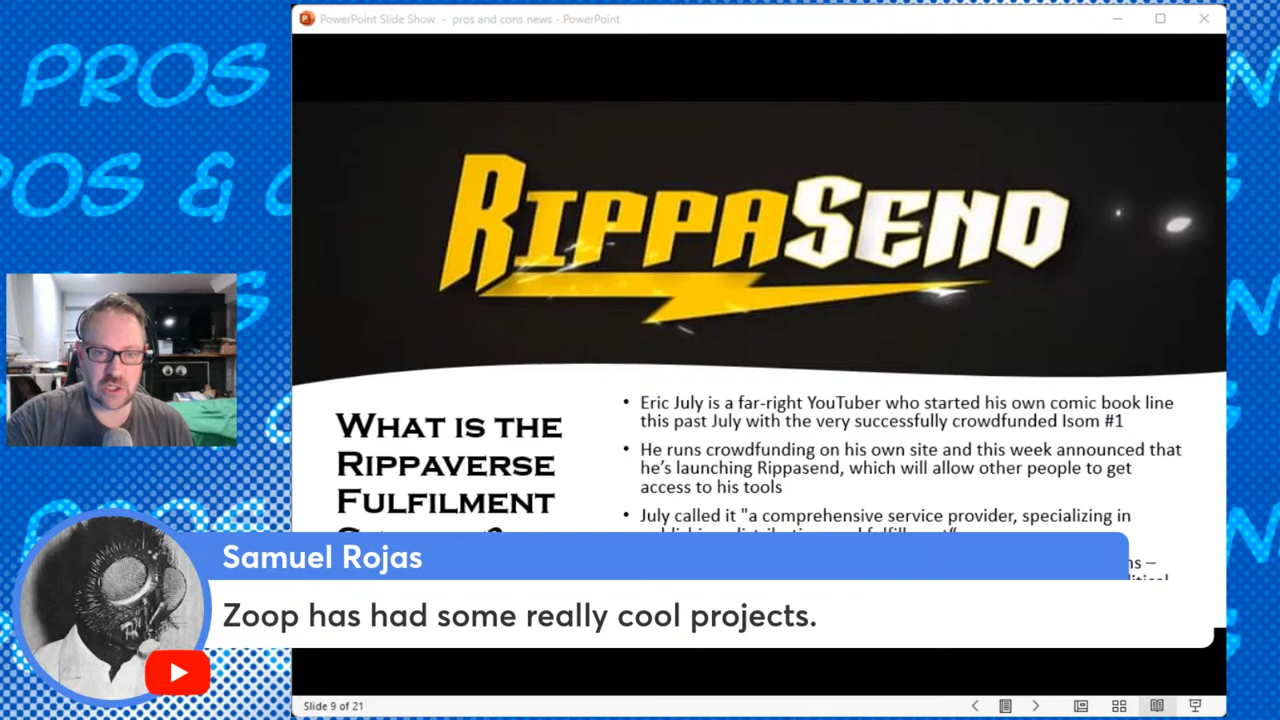 PowerPoint Slide Show - pros and cons news - PowerPoint
PROS
OS & C
RIPPASEND
WHAT IS THE
RIPPAVERSE
FULFILMENT
• Eric July is a far-right YouTuber who started his own comic book line
this past July with the very successfully crowdfunded Isom #1
• He runs crowdfunding on his own site and this week announced that
he's launching Rippasend, which will allow other people to get
access to his tools
• July called it "a comprehensive service provider, specializing in
Samuel Rojas
Zoop has had some really cool projects.
Slide 9 of 21